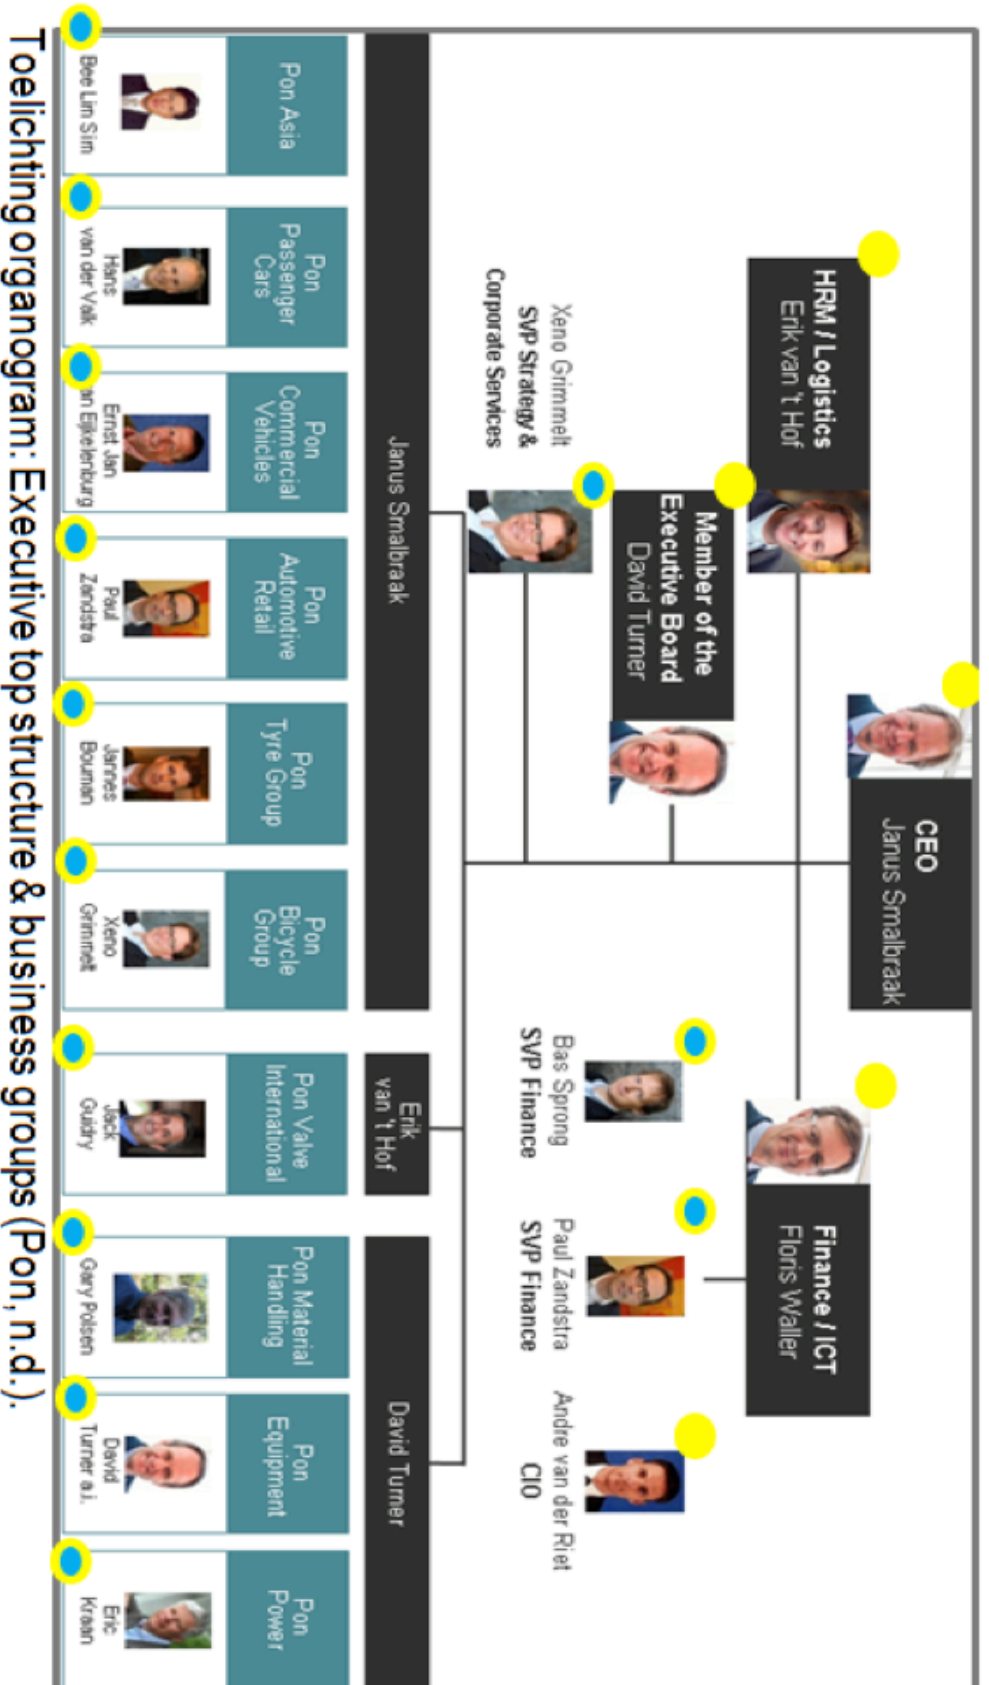 CEO
Janus Smalbraak
HRM / Logistics
Erik van 't Hof
Finance / ICT
Floris Waller
Member of the
Executive Board
David Turner
Xeno Grimmelt
SVP Strategy &
Corporate Services
Bas Sprong
SVP Finance
Paul Zandstra
SVP Finance
Andre van der Riet
CIO
Janus Smalbraak
Erik
van 't Hof
David Turner
Pon Asia
Bee Lim Sim
Pon
Passenger
Cars
Hans
van der Valk
Pon
Commercial
Vehicles
Ernst Jan
an Eijkelenburg
Pon
Automotive
Retail
Paul
Zandstra
Pon
Tyre Group
Jannes
Bouman
Pon
Bicycle
Group
Xeno
Grimmelt
Pon Valve
International
Jack
Guidry
Pon Material
Handling
Gary Polsen
Pon
Equipment
David
Turner a.i.
Pon
Power
Eric
Kraan
Toelichting organogram: Executive top structure & business groups (Pon, n.d.).